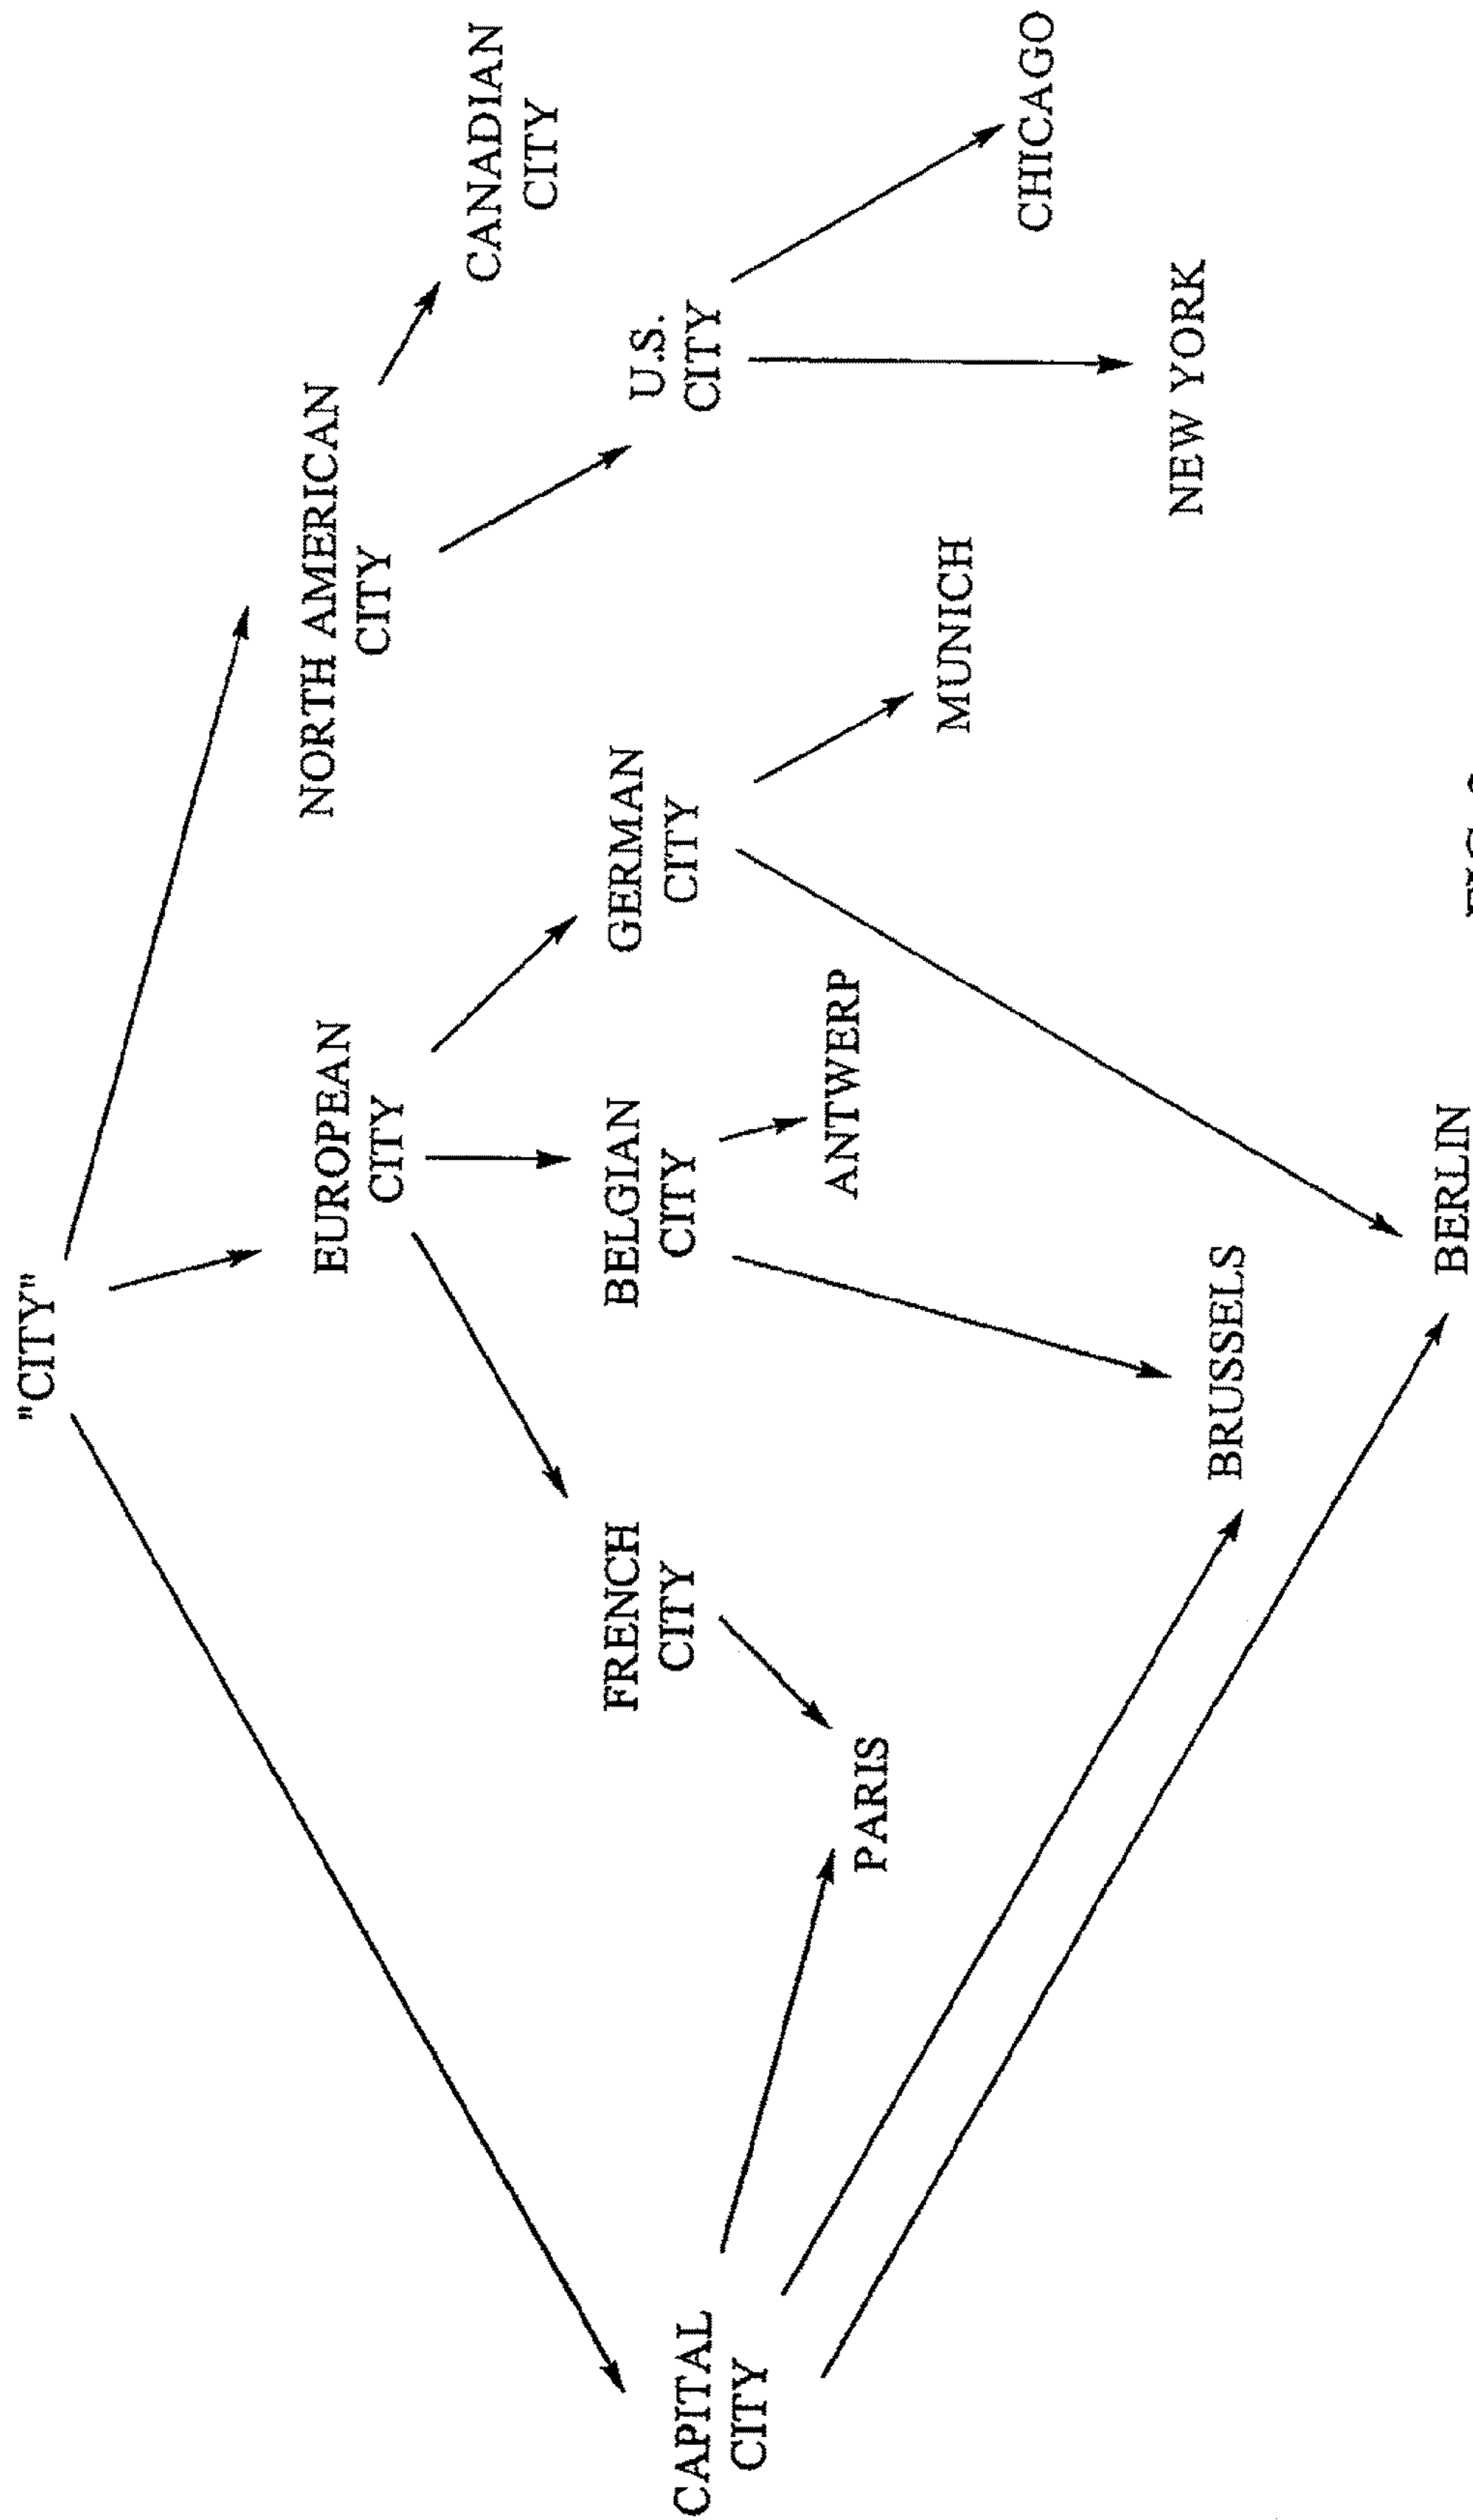 "CITY"
EUROPEAN
CITY
NORTH AMERICAN
CITY
CANADIAN
CITY
CAPITAL
CITY
FRENCH
CITY
BELGIAN
CITY
GERMAN
CITY
U.S.
CITY
PARIS
ANTWERP
MUNICH
CHICAGO
BRUSSELS
NEW YORK
BERLIN